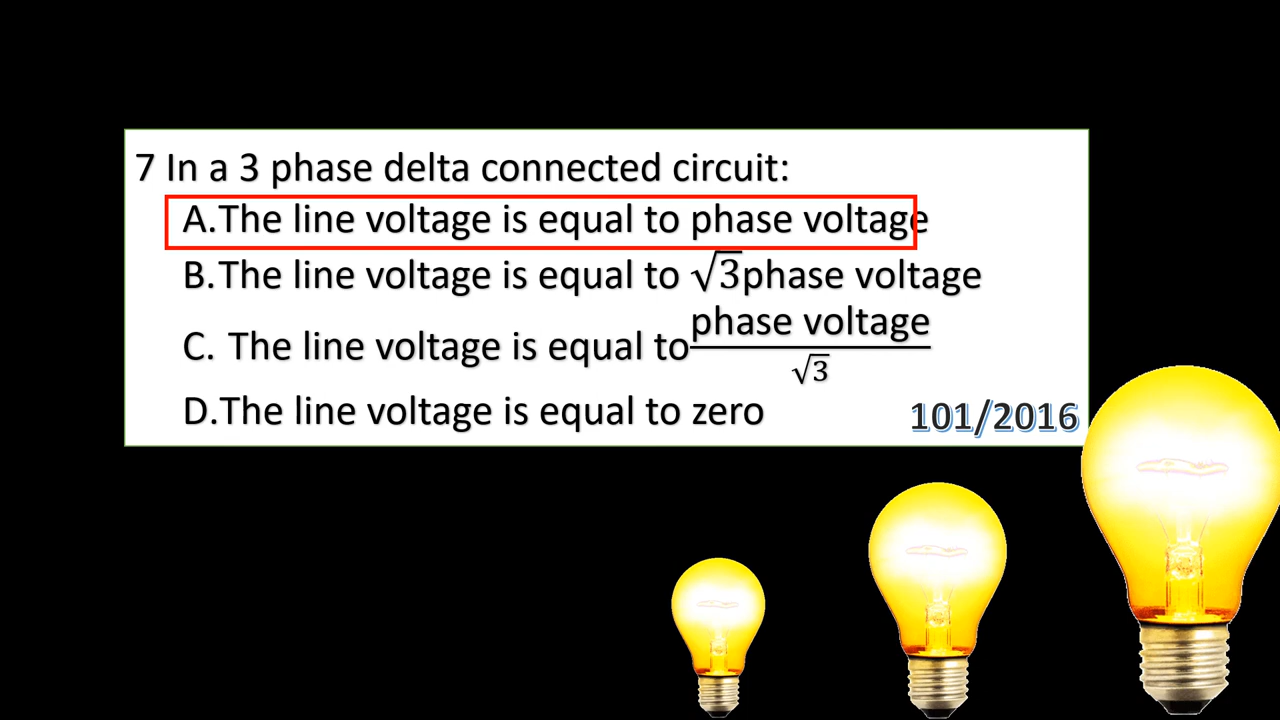 7 In a 3 phase delta connected circuit:
A.The line voltage is equal to phase voltage
B.The line voltage is equal to √3phase voltage
C. The line voltage is equal to phase voltage/√3
D.The line voltage is equal to zero
101/2016